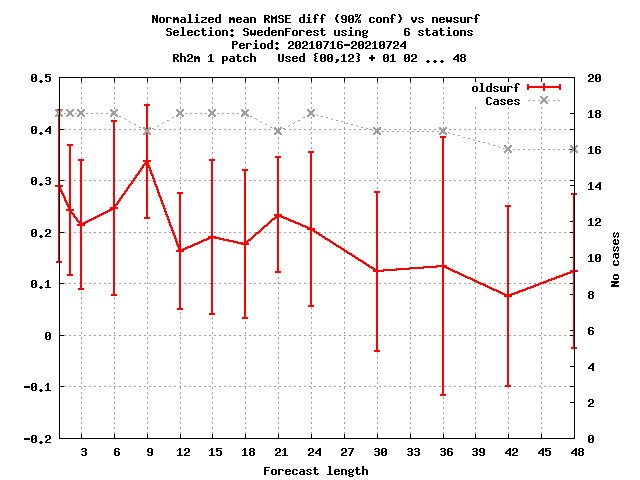 Normalized mean RMSE diff (90% conf) vs newsurf
Selection: SwedenForest using     6 stations
Period: 20210716-20210724
Rh2m 1 patch   Used {00,12} + 01 02 ... 48
oldsurf
Cases
0.5
0.4
0.3
0.2
0.1
0
-0.1
-0.2
20
18
16
14
12
10
8
6
4
2
0
No cases
3 6 9 12 15 18 21 24 27 30 33 36 39 42 45 48
Forecast length